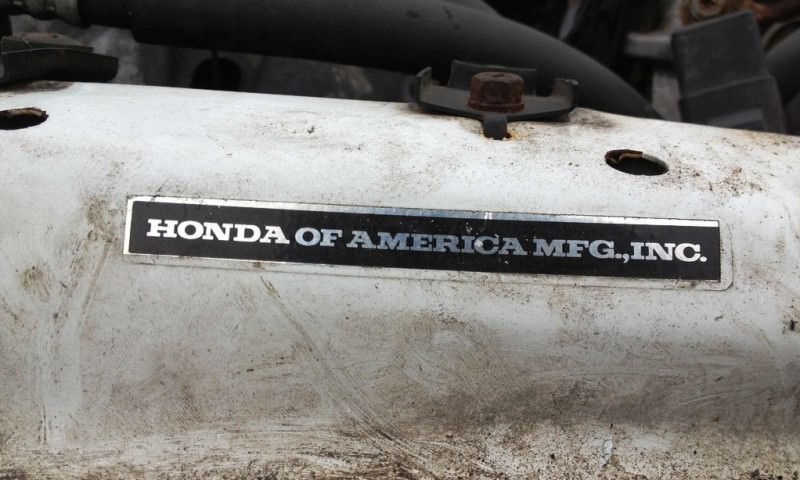 HONDA OF AMERICA MFG.,INC.